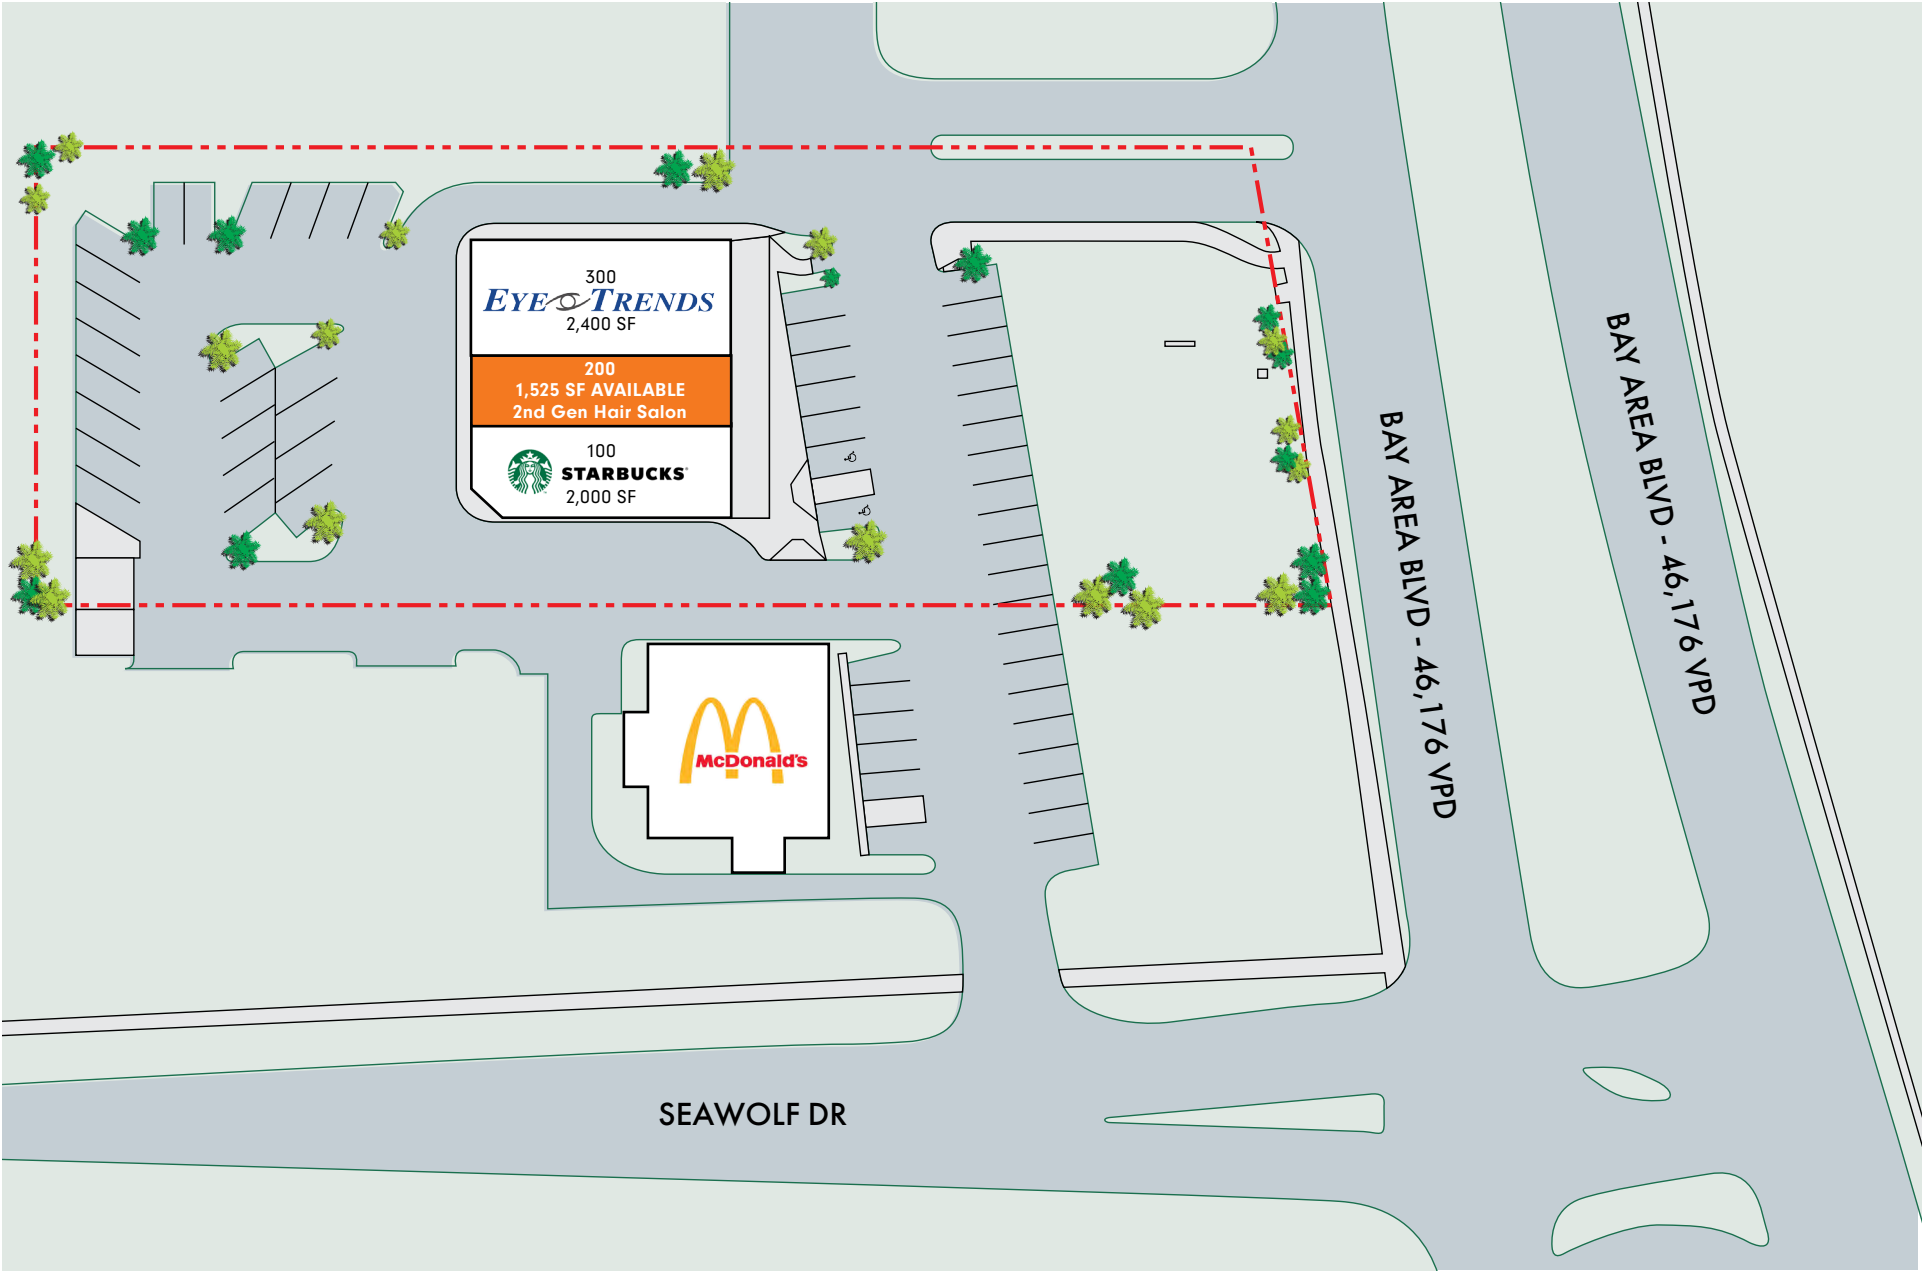 300
EYE TRENDS
2,400 SF
200
1,525 SF AVAILABLE
2nd Gen Hair Salon
100
STARBUCKS®
2,000 SF
McDonald's
BAY AREA BLVD - 46,176 VPD
BAY AREA BLVD - 46,176 VPD
SEAWOLF DR